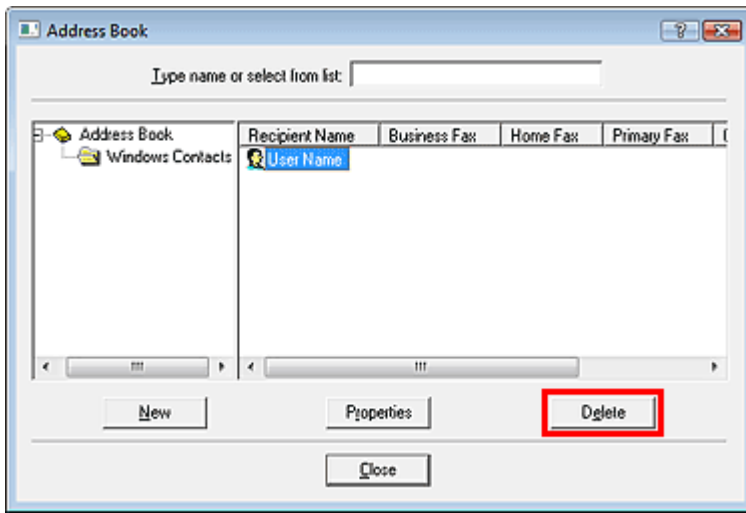 Address Book
Type name or select from list:
Address Book
Windows Contacts
Recipient Name Business Fax Home Fax Primary Fax
User Name
New Properties Delete
Close